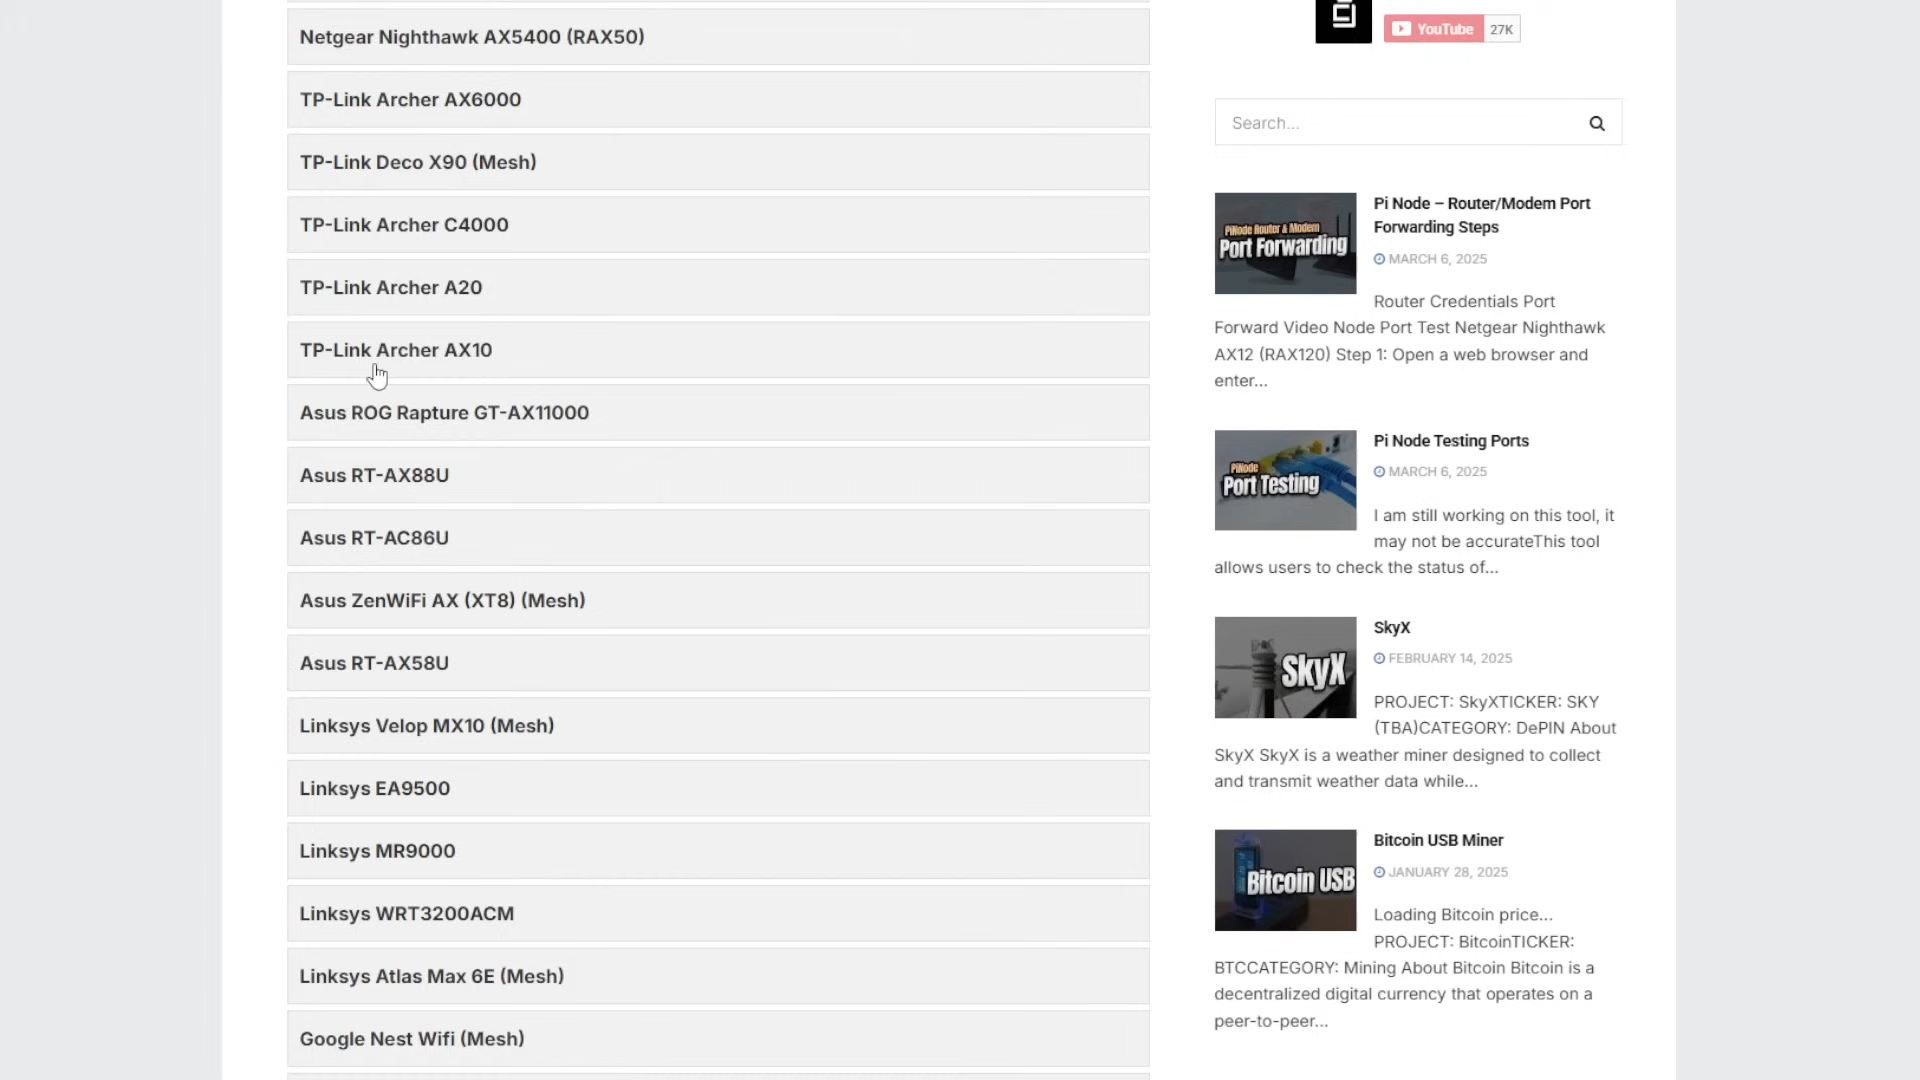 Netgear Nighthawk AX5400 (RAX50)
TP-Link Archer AX6000
TP-Link Deco X90 (Mesh)
TP-Link Archer C4000
TP-Link Archer A20
TP-Link Archer AX10
Asus ROG Rapture GT-AX11000
Asus RT-AX88U
Asus RT-AC86U
Asus ZenWiFi AX (XT8) (Mesh)
Asus RT-AX58U
Linksys Velop MX10 (Mesh)
Linksys EA9500
Linksys MR9000
Linksys WRT3200ACM
Linksys Atlas Max 6E (Mesh)
Google Nest Wifi (Mesh)
YouTube 27K
Search...
PiNode Router & Modem
Port Forwarding
Pi Node – Router/Modem Port
Forwarding Steps
MARCH 6, 2025
Router Credentials Port
Forward Video Node Port Test Netgear Nighthawk
AX12 (RAX120) Step 1: Open a web browser and
enter...
PiNode
Port Testing
Pi Node Testing Ports
MARCH 6, 2025
I am still working on this tool, it
may not be accurateThis tool
allows users to check the status of...
SkyX
SkyX
FEBRUARY 14, 2025
PROJECT: SkyXTICKER: SKY
(TBA)CATEGORY: DePIN About
SkyX SkyX is a weather miner designed to collect
and transmit weather data while...
Bitcoin USB
Bitcoin USB Miner
JANUARY 28, 2025
Loading Bitcoin price...
PROJECT: BitcoinTICKER:
BTCCATEGORY: Mining About Bitcoin Bitcoin is a
decentralized digital currency that operates on a
peer-to-peer...